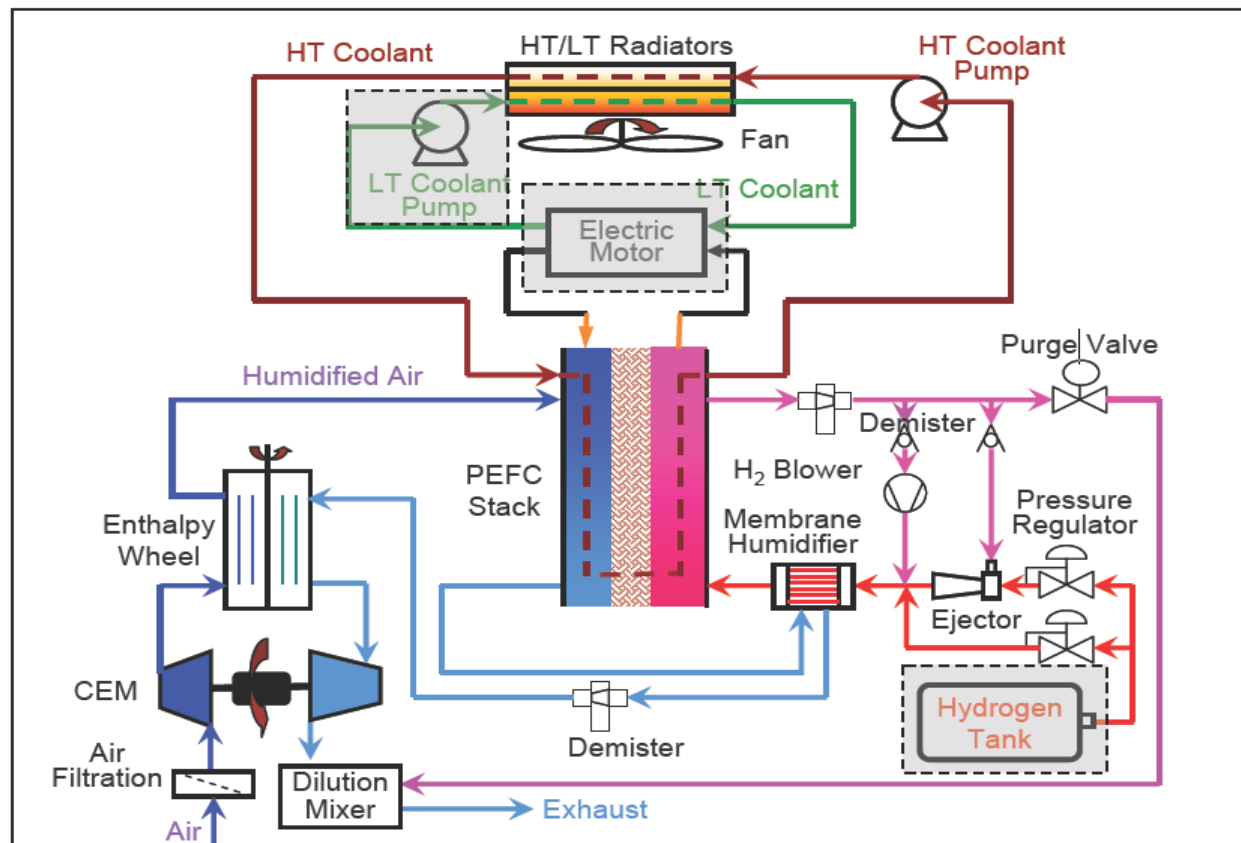 HT/LT Radiators
HT Coolant
HT Coolant
Pump
Fan
LT Coolant
Pump
LT Coolant
Electric
Motor
Purge Valve
Humidified Air
Demister
PEFC
Stack
H₂ Blower
Pressure
Regulator
Membrane
Humidifier
Enthalpy
Wheel
Ejector
CEM
Hydrogen
Tank
Demister
Air
Filtration
Dilution
Mixer
Exhaust
Air